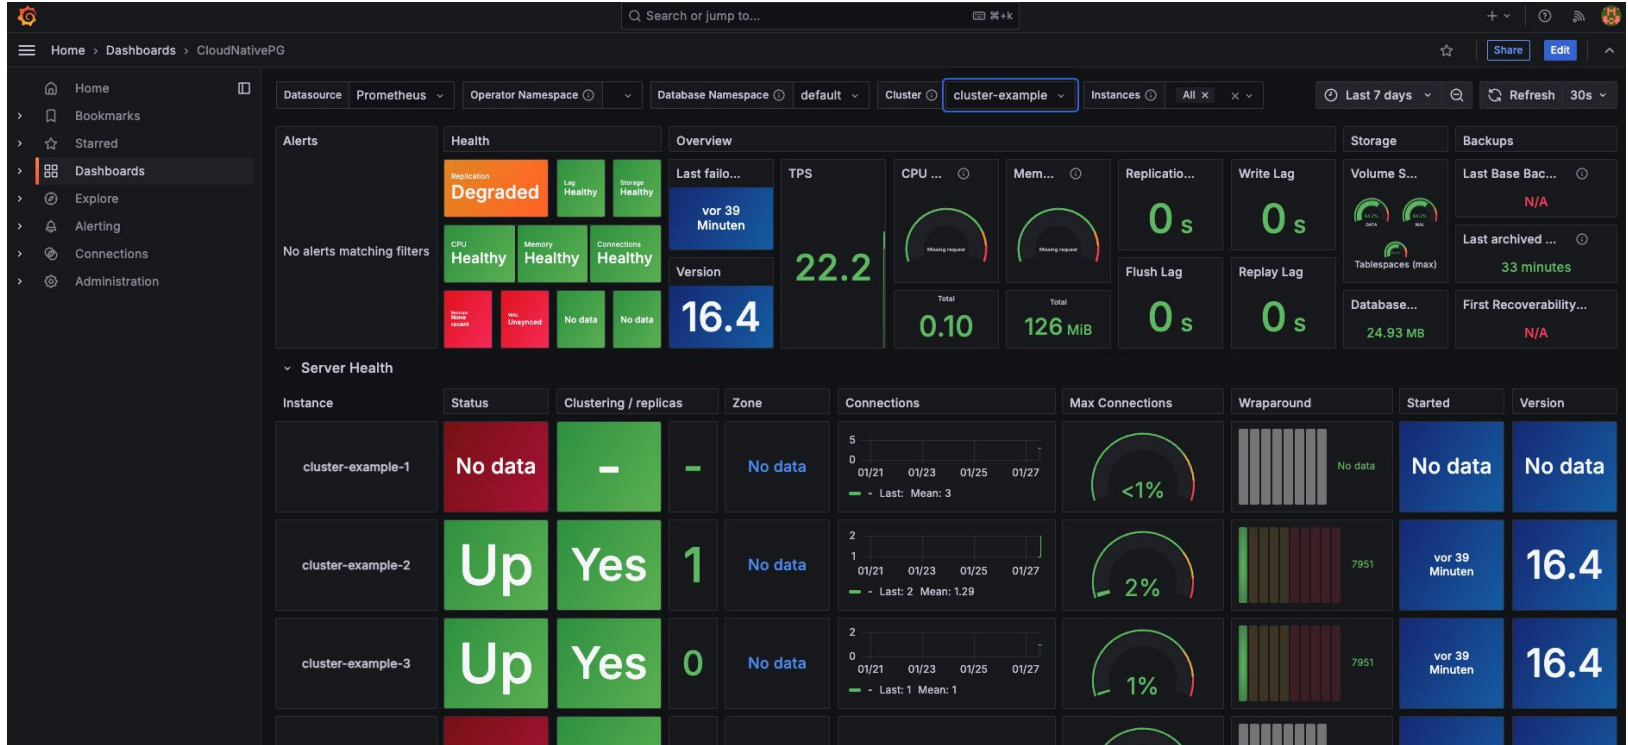 Search or jump to... ⌘+k
Home › Dashboards › CloudNativePG
Share Edit
Home
Bookmarks
Starred
Dashboards
Explore
Alerting
Connections
Administration
Datasource Prometheus Operator Namespace Database Namespace default Cluster cluster-example Instances All × Last 7 days Refresh 30s
Alerts
No alerts matching filters
Health
Replication
Degraded
Lag
Healthy
Storage
Healthy
CPU
Healthy
Memory
Healthy
Connections
Healthy
Backups
None
recent
WAL
Unsynced
No data
No data
Overview
Last failo...
vor 39
Minuten
Version
16.4
TPS
22.2
CPU ...
Missing request
Total
0.10
Mem...
Missing request
Total
126 MiB
Replicatio...
0 s
Write Lag
0 s
Flush Lag
0 s
Replay Lag
0 s
Storage
Volume S...
DATA
WAL
Tablespaces (max)
Database...
24.93 MB
Backups
Last Base Bac...
N/A
Last archived ...
33 minutes
First Recoverability...
N/A
Server Health
Instance Status Clustering / replicas Zone Connections Max Connections Wraparound Started Version
cluster-example-1 No data - - No data
5
0
01/21 01/23 01/25 01/27
- Last: Mean: 3
<1% No data No data No data
cluster-example-2 Up Yes 1 No data
2
1
01/21 01/23 01/25 01/27
- Last: 2 Mean: 1.29
2% 7951
vor 39
Minuten
16.4
cluster-example-3 Up Yes 0 No data
2
0
01/21 01/23 01/25 01/27
- Last: 1 Mean: 1
1% 7951
vor 39
Minuten
16.4